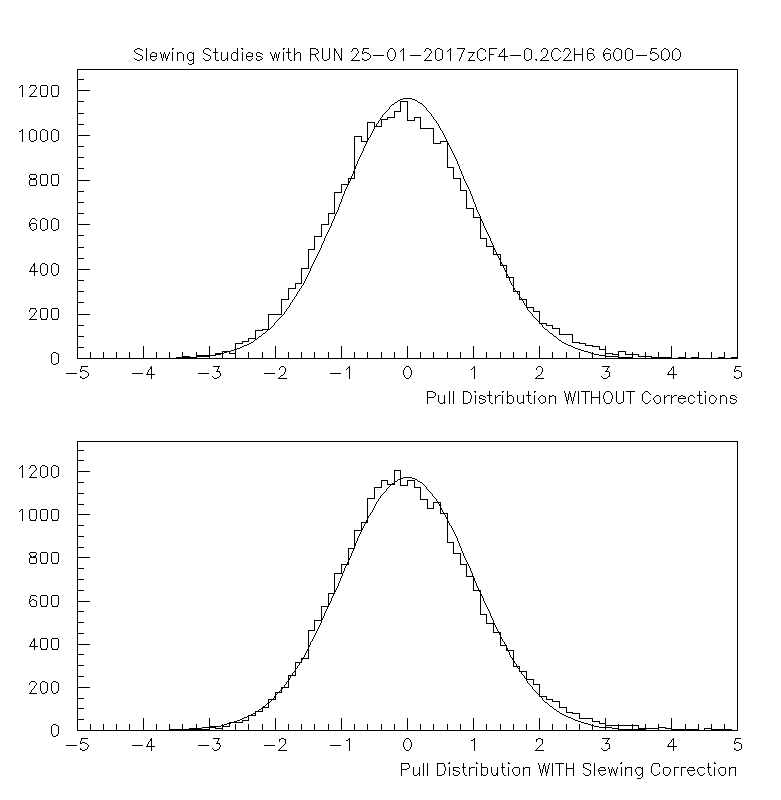 Slewing Studies with RUN 25-01-2017zCF4-0.2C2H6 600-500
1200
1000
800
600
400
200
0
-5 -4 -3 -2 -1 0 1 2 3 4 5
Pull Distribution WITHOUT Corrections
1200
1000
800
600
400
200
0
-5 -4 -3 -2 -1 0 1 2 3 4 5
Pull Distribution WITH Slewing Correction